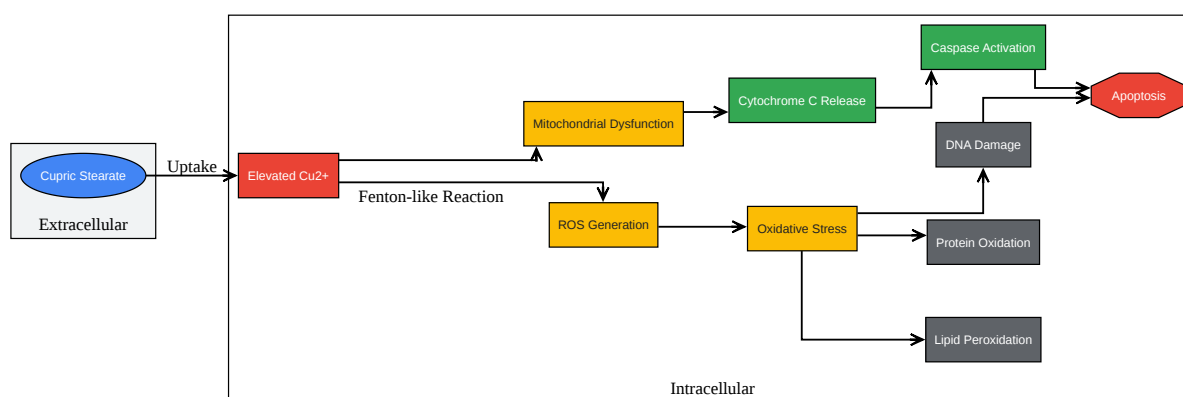 Caspase Activation
Cytochrome C Release
Apoptosis
Mitochondrial Dysfunction
DNA Damage
Uptake
Cupric Stearate
Elevated Cu2+
Fenton-like Reaction
Extracellular
ROS Generation
Oxidative Stress
Protein Oxidation
Lipid Peroxidation
Intracellular